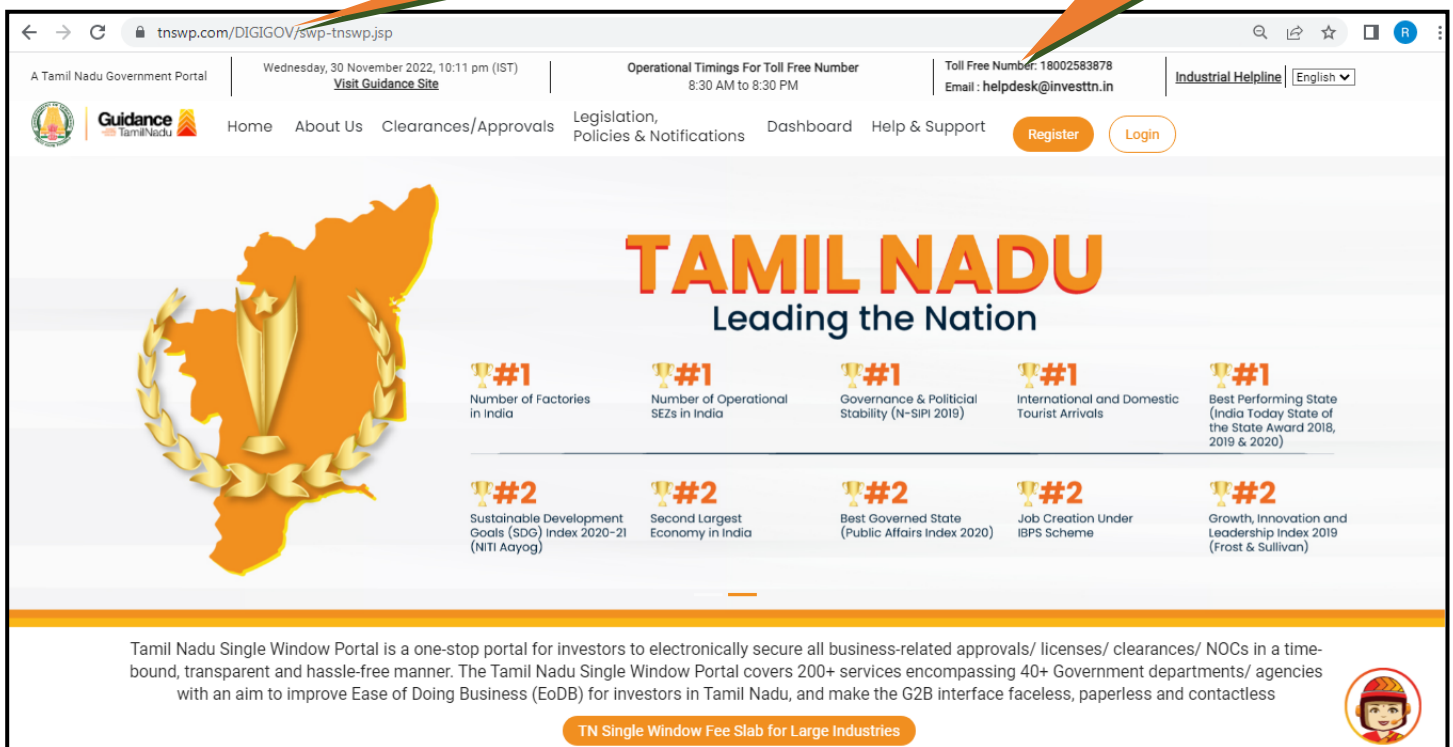 tnswp.com/DIGIGOV/swp-tnswp.jsp
R
A Tamil Nadu Government Portal
Wednesday, 30 November 2022, 10:11 pm (IST)
Visit Guidance Site
Operational Timings For Toll Free Number
8:30 AM to 8:30 PM
Toll Free Number: 18002583878
Email : helpdesk@investtn.in
Industrial Helpline
English
Guidance
TamilNadu
Home
About Us
Clearances/Approvals
Legislation,
Policies & Notifications
Dashboard
Help & Support
Register
Login
TAMIL NADU
Leading the Nation
#1
Number of Factories
in India
#1
Number of Operational
SEZs in India
#1
Governance & Politicial
Stability (N-SIPI 2019)
#1
International and Domestic
Tourist Arrivals
#1
Best Performing State
(India Today State of
the State Award 2018,
2019 & 2020)
#2
Sustainable Development
Goals (SDG) Index 2020-21
(NITI Aayog)
#2
Second Largest
Economy in India
#2
Best Governed State
(Public Affairs Index 2020)
#2
Job Creation Under
IBPS Scheme
#2
Growth, Innovation and
Leadership Index 2019
(Frost & Sullivan)
Tamil Nadu Single Window Portal is a one-stop portal for investors to electronically secure all business-related approvals/ licenses/ clearances/ NOCs in a time-
bound, transparent and hassle-free manner. The Tamil Nadu Single Window Portal covers 200+ services encompassing 40+ Government departments/ agencies
with an aim to improve Ease of Doing Business (EoDB) for investors in Tamil Nadu, and make the G2B interface faceless, paperless and contactless
TN Single Window Fee Slab for Large Industries